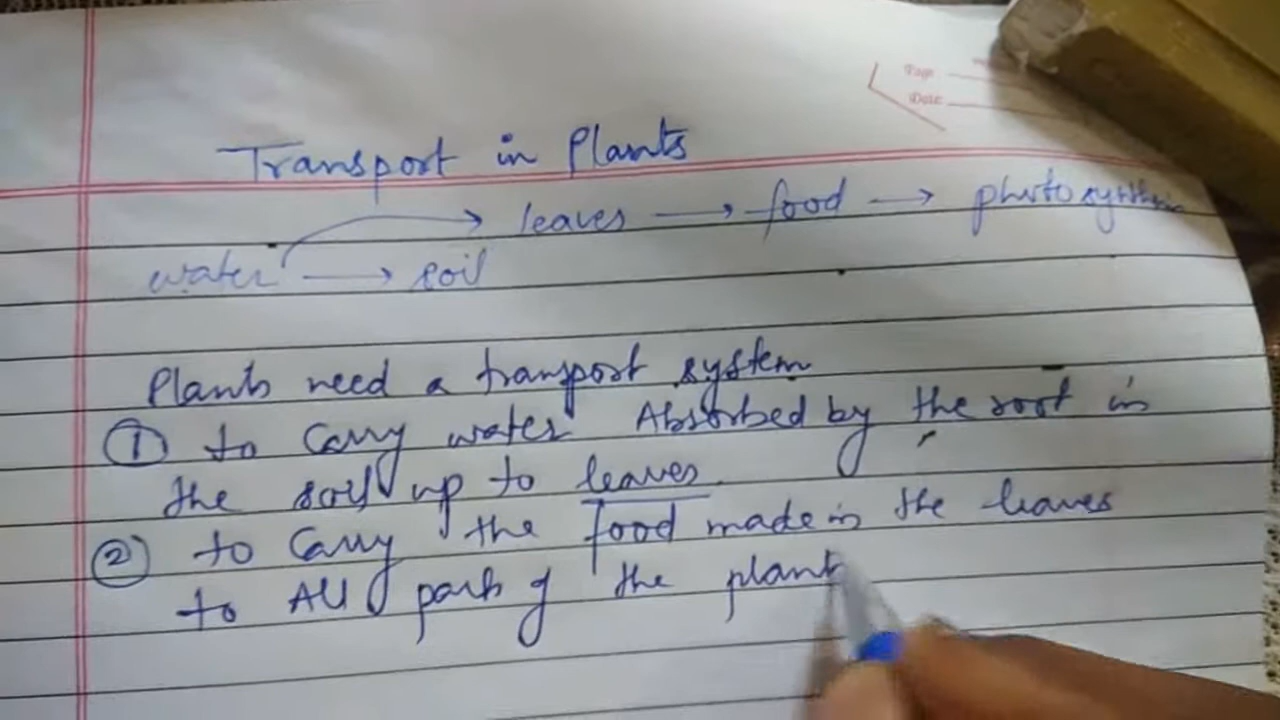 Page
Date
Transport in Plants
leaves → food → photosynthesis
water → soil
Plants need a transport system
① to Carry water Absorbed by the root in
the soil up to leaves.
② to Carry the food made in the leaves
to All parts of the plant